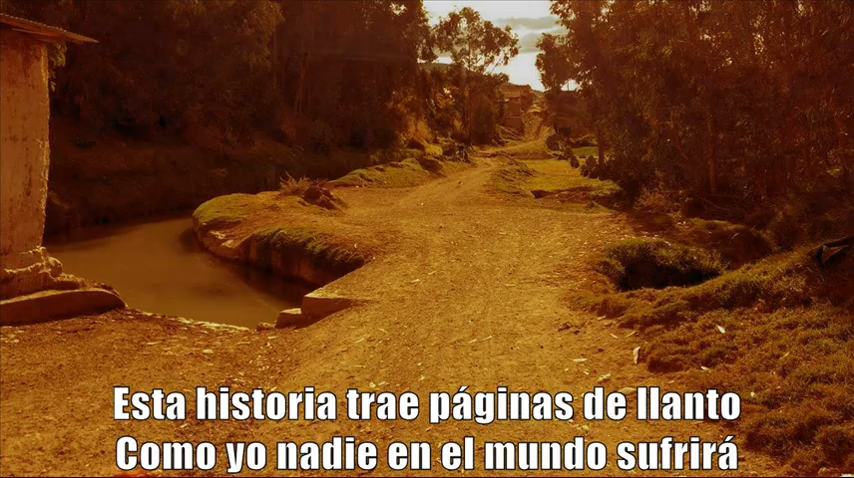 Esta historia trae páginas de llanto
Como yo nadie en el mundo sufrirá